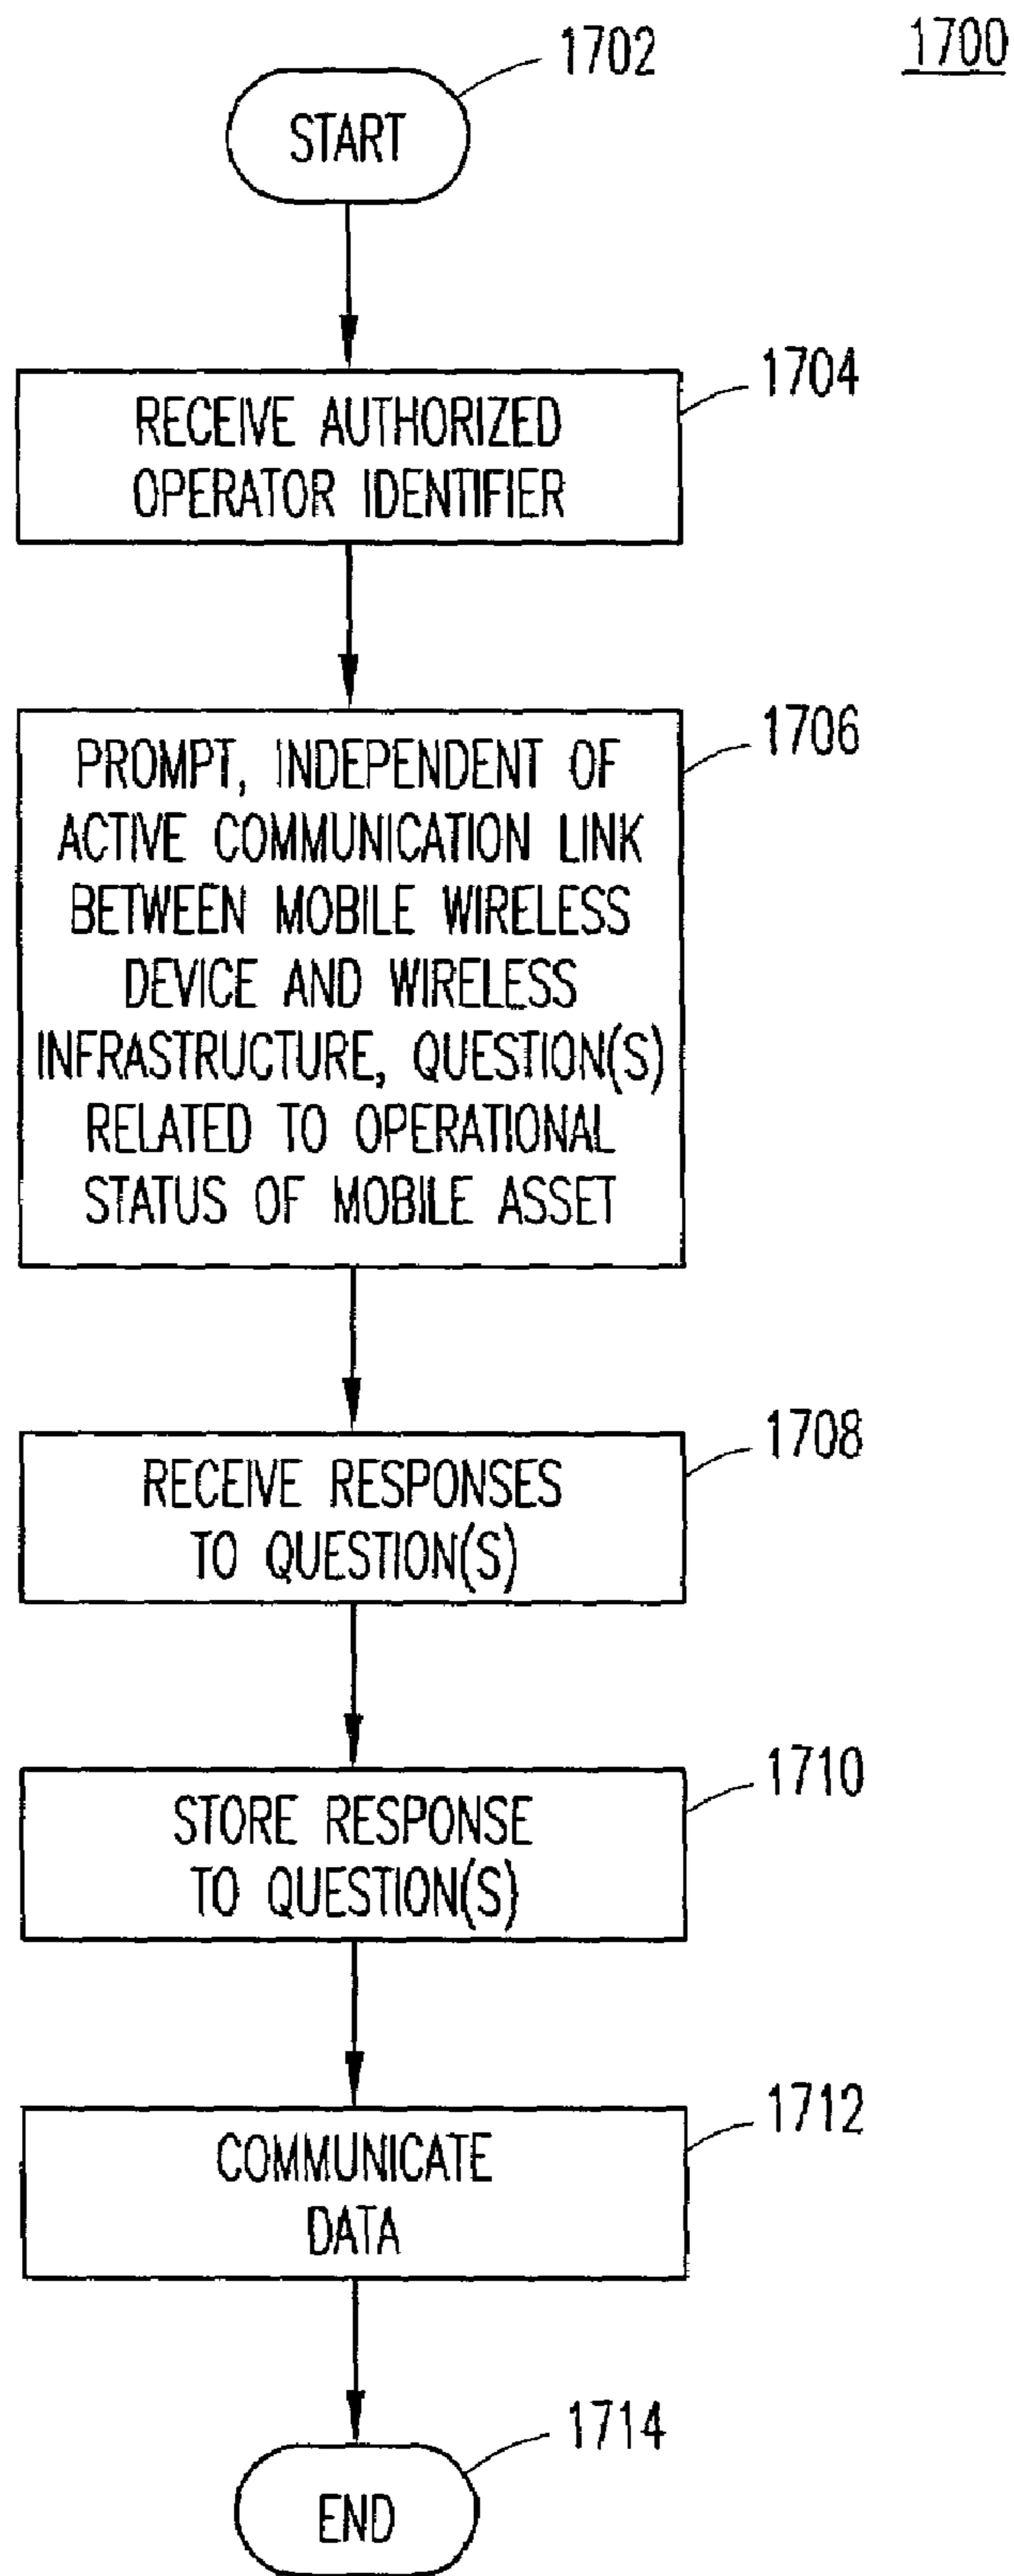 1700
1702
START
1704
RECEIVE AUTHORIZED
OPERATOR IDENTIFIER
1706
PROMPT, INDEPENDENT OF
ACTIVE COMMUNICATION LINK
BETWEEN MOBILE WIRELESS
DEVICE AND WIRELESS
INFRASTRUCTURE, QUESTION(S)
RELATED TO OPERATIONAL
STATUS OF MOBILE ASSET
1708
RECEIVE RESPONSES
TO QUESTION(S)
1710
STORE RESPONSE
TO QUESTION(S)
1712
COMMUNICATE
DATA
1714
END